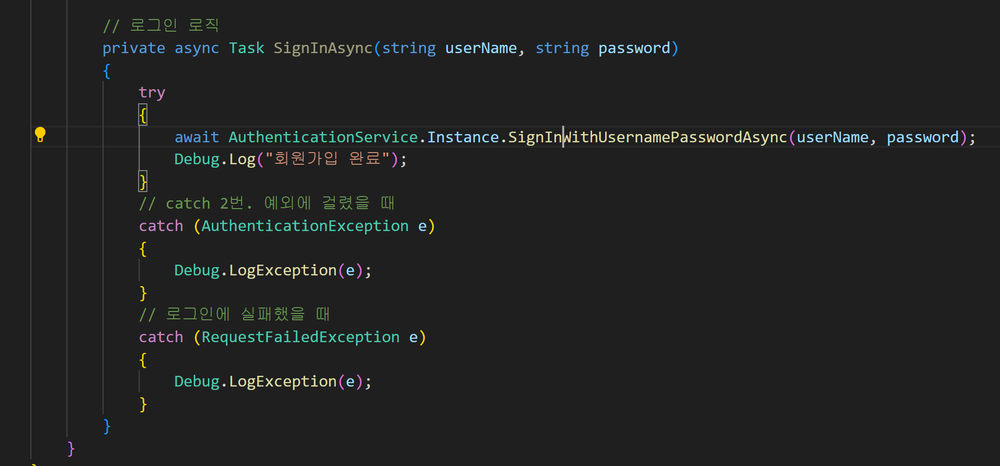 // 로그인 로직
private async Task SignInAsync(string userName, string password)
{
try
{
await AuthenticationService.Instance.SignInWithUsernamePasswordAsync(userName, password);
Debug.Log("회원가입 완료");
}
// catch 2번. 예외에 걸렸을 때
catch (AuthenticationException e)
{
Debug.LogException(e);
}
// 로그인에 실패했을 때
catch (RequestFailedException e)
{
Debug.LogException(e);
}
}
}